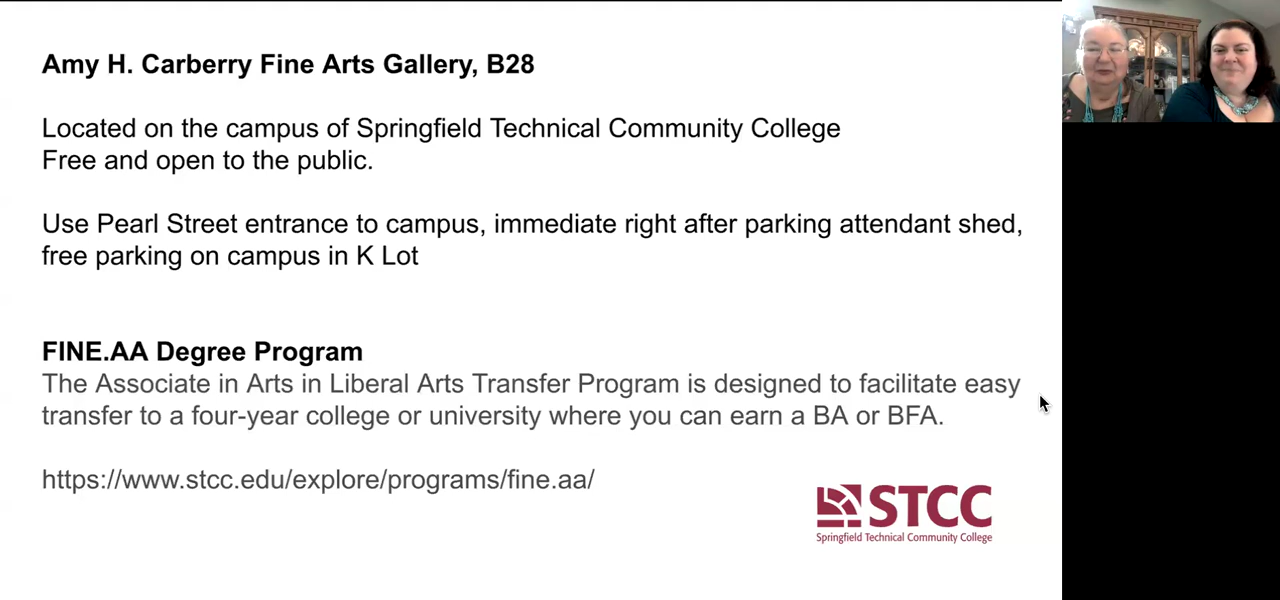 Amy H. Carberry Fine Arts Gallery, B28
Located on the campus of Springfield Technical Community College
Free and open to the public.
Use Pearl Street entrance to campus, immediate right after parking attendant shed,
free parking on campus in K Lot
FINE.AA Degree Program
The Associate in Arts in Liberal Arts Transfer Program is designed to facilitate easy
transfer to a four-year college or university where you can earn a BA or BFA.
https://www.stcc.edu/explore/programs/fine.aa/
STCC
Springfield Technical Community College